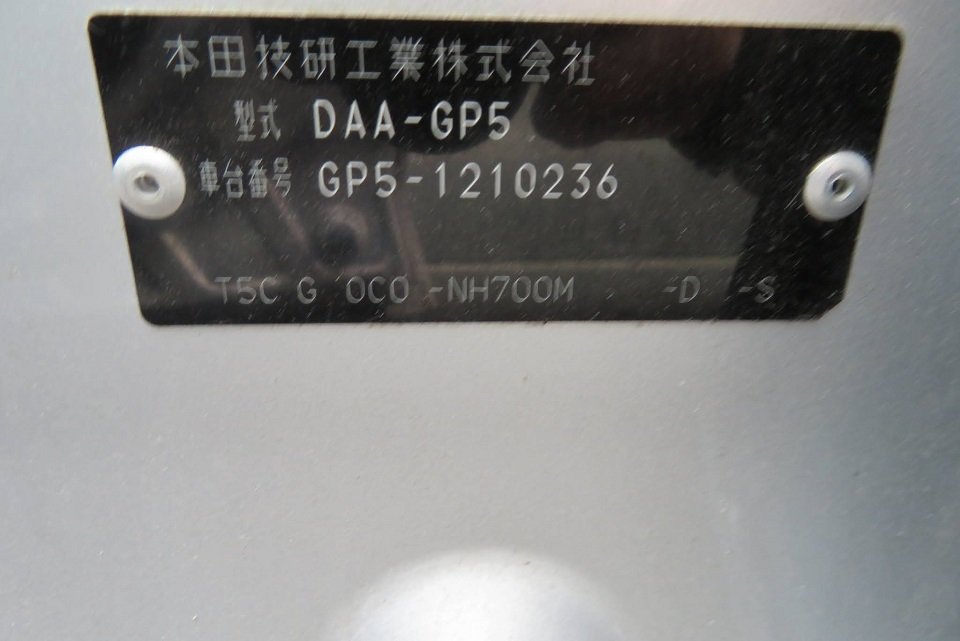 本田技研工業株式会社
型式 DAA-GP5
車台番号 GP5-1210236
T5C G 0C0 -NH700M -D -S